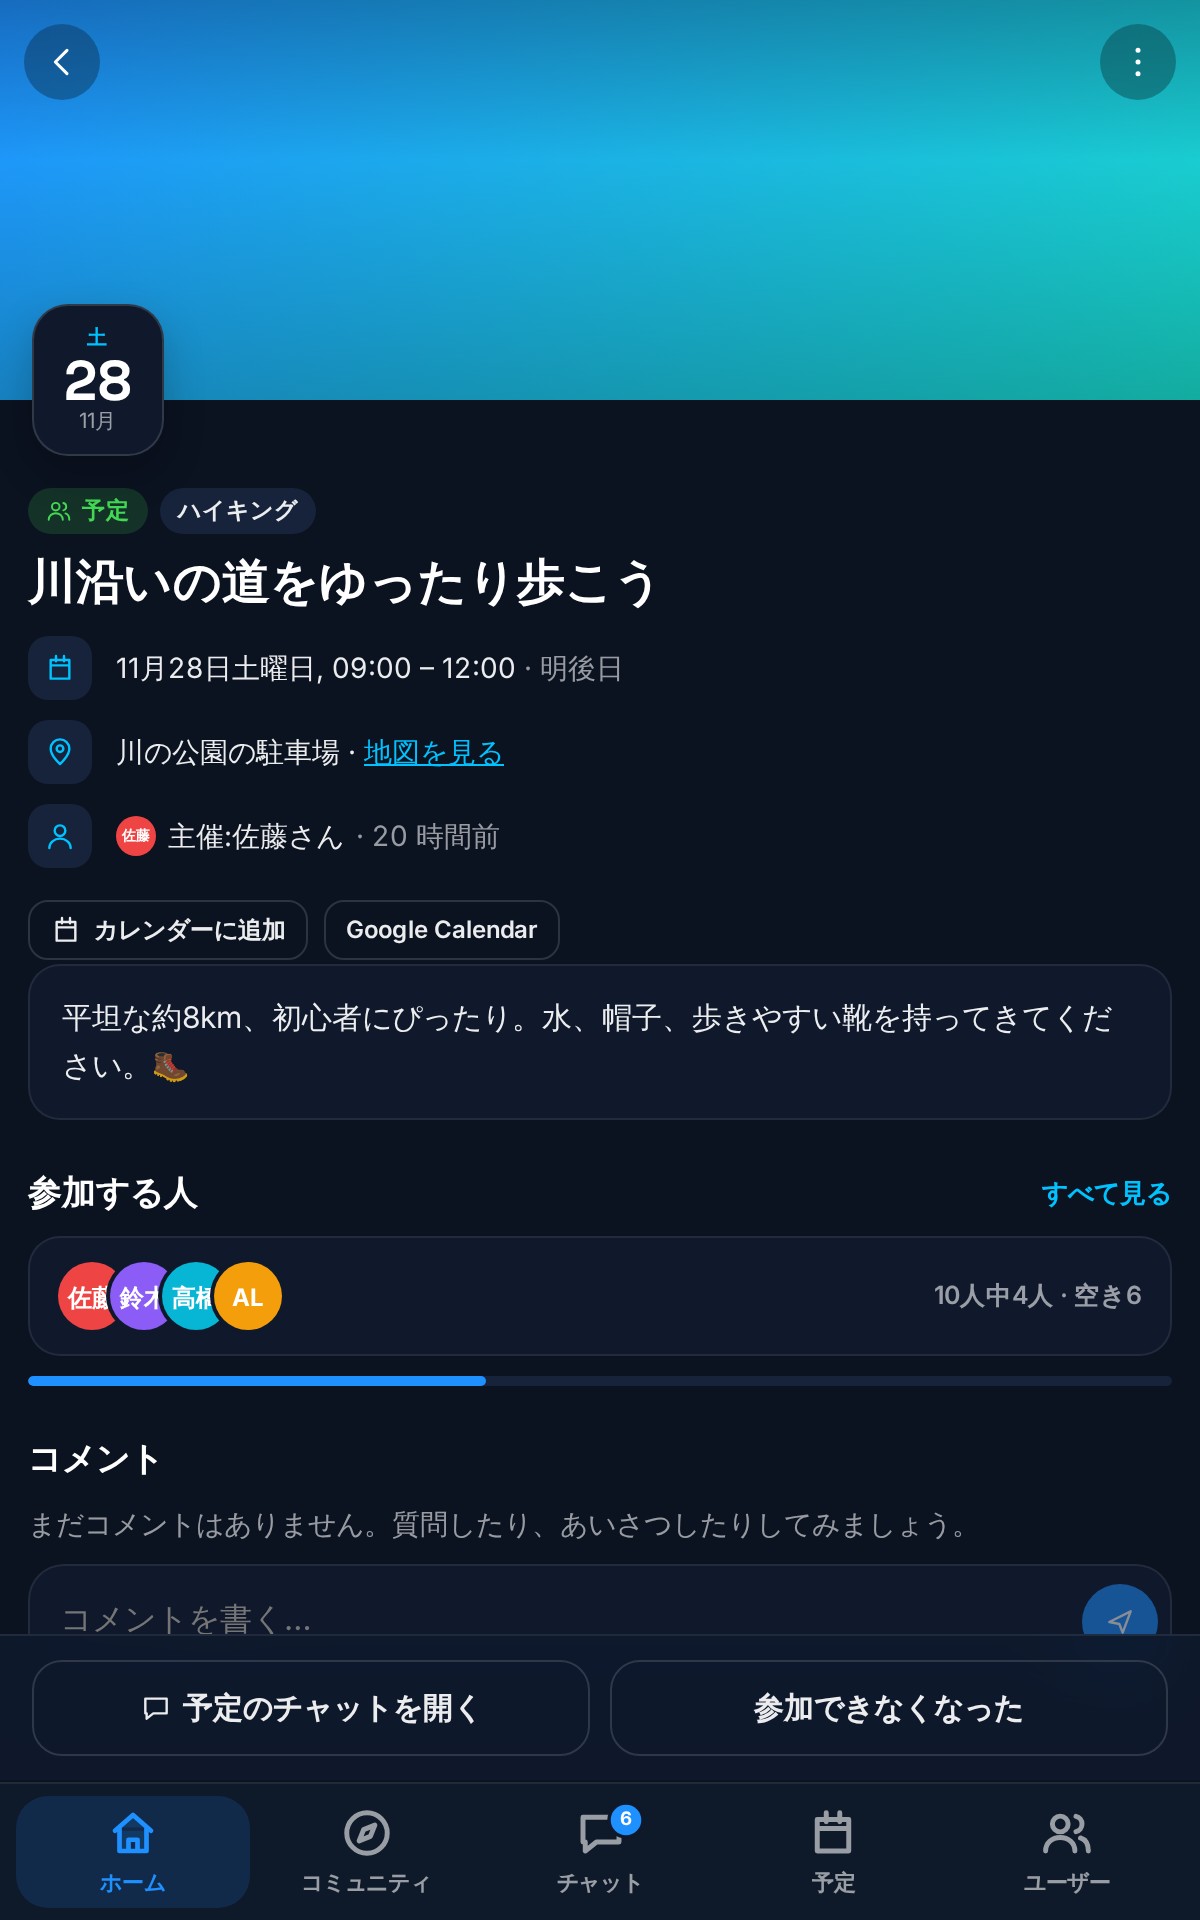 土
28
11月
予定
ハイキング
川沿いの道をゆったり歩こう
11月28日土曜日, 09:00 – 12:00 · 明後日
川の公園の駐車場 · 地図を見る
佐藤 主催:佐藤さん · 20 時間前
カレンダーに追加
Google Calendar
平坦な約8km、初心者にぴったり。水、帽子、歩きやすい靴を持ってきてくだ
さい。🥾
参加する人
すべて見る
佐藤 鈴木 高橋 AL
10人中4人 · 空き6
コメント
まだコメントはありません。質問したり、あいさつしたりしてみましょう。
コメントを書く...
予定のチャットを開く
参加できなくなった
6
ホーム
コミュニティ
チャット
予定
ユーザー